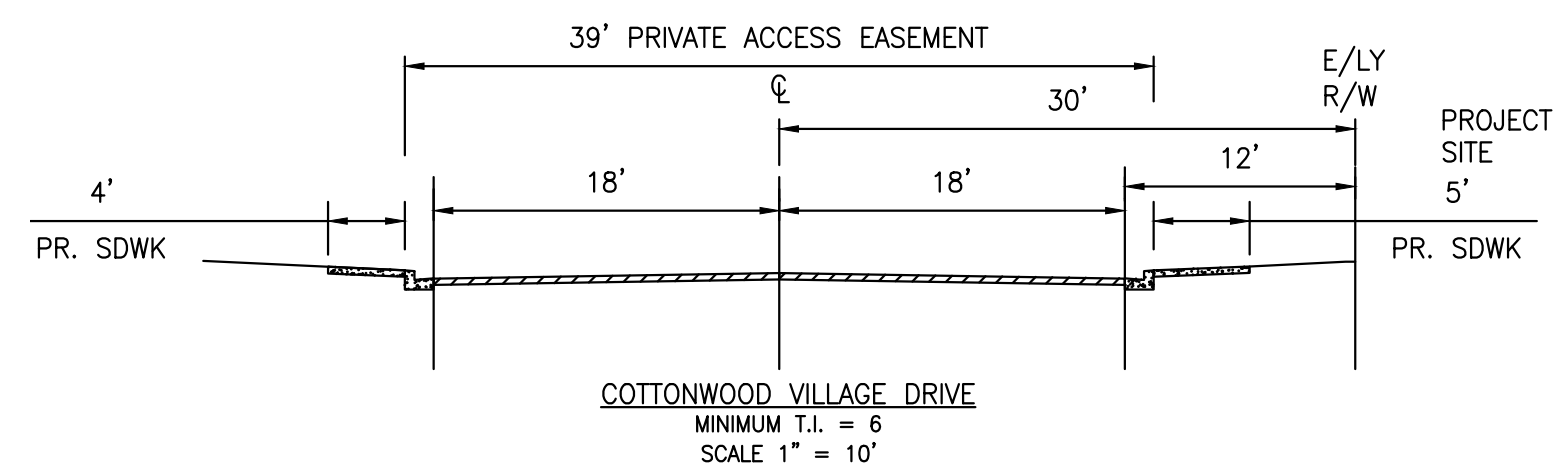 39' PRIVATE ACCESS EASEMENT
℄
30'
E/LY
R/W
PROJECT
SITE
12'
4'
18'
18'
5'
PR. SDWK
PR. SDWK
COTTONWOOD VILLAGE DRIVE
MINIMUM T.I. = 6
SCALE 1" = 10'